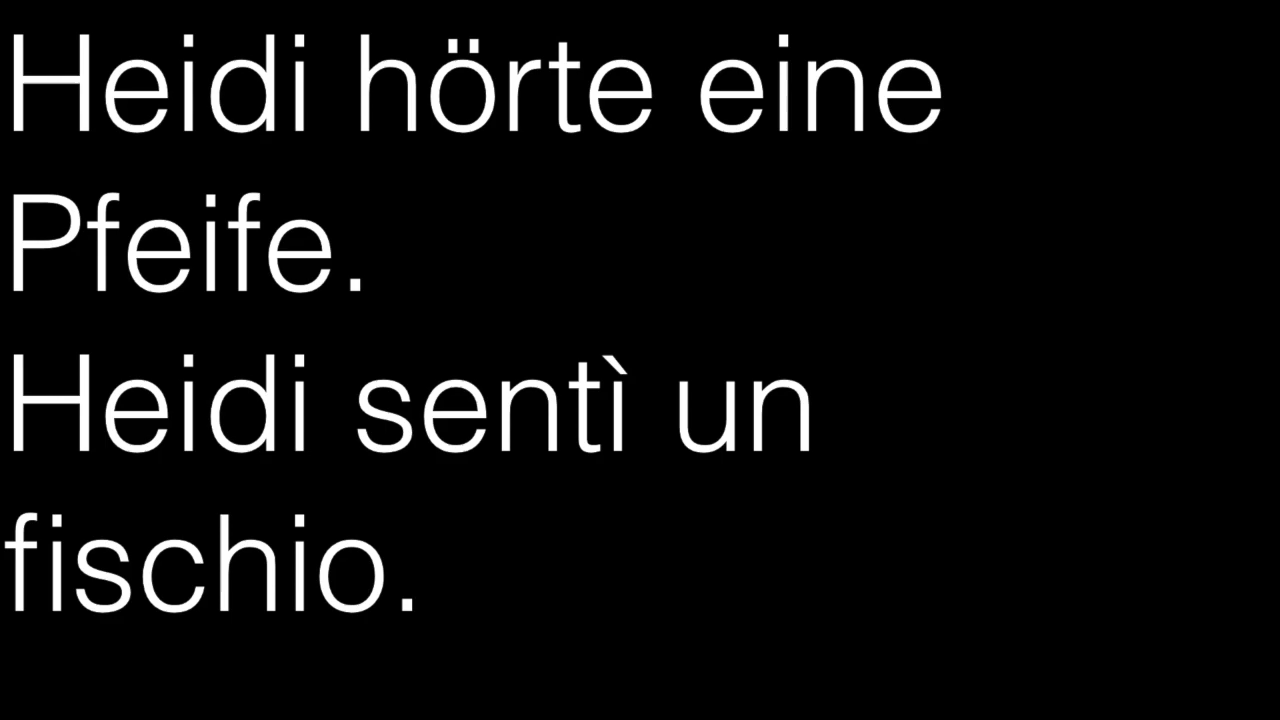 Heidi hörte eine
Pfeife.
Heidi sentì un
fischio.